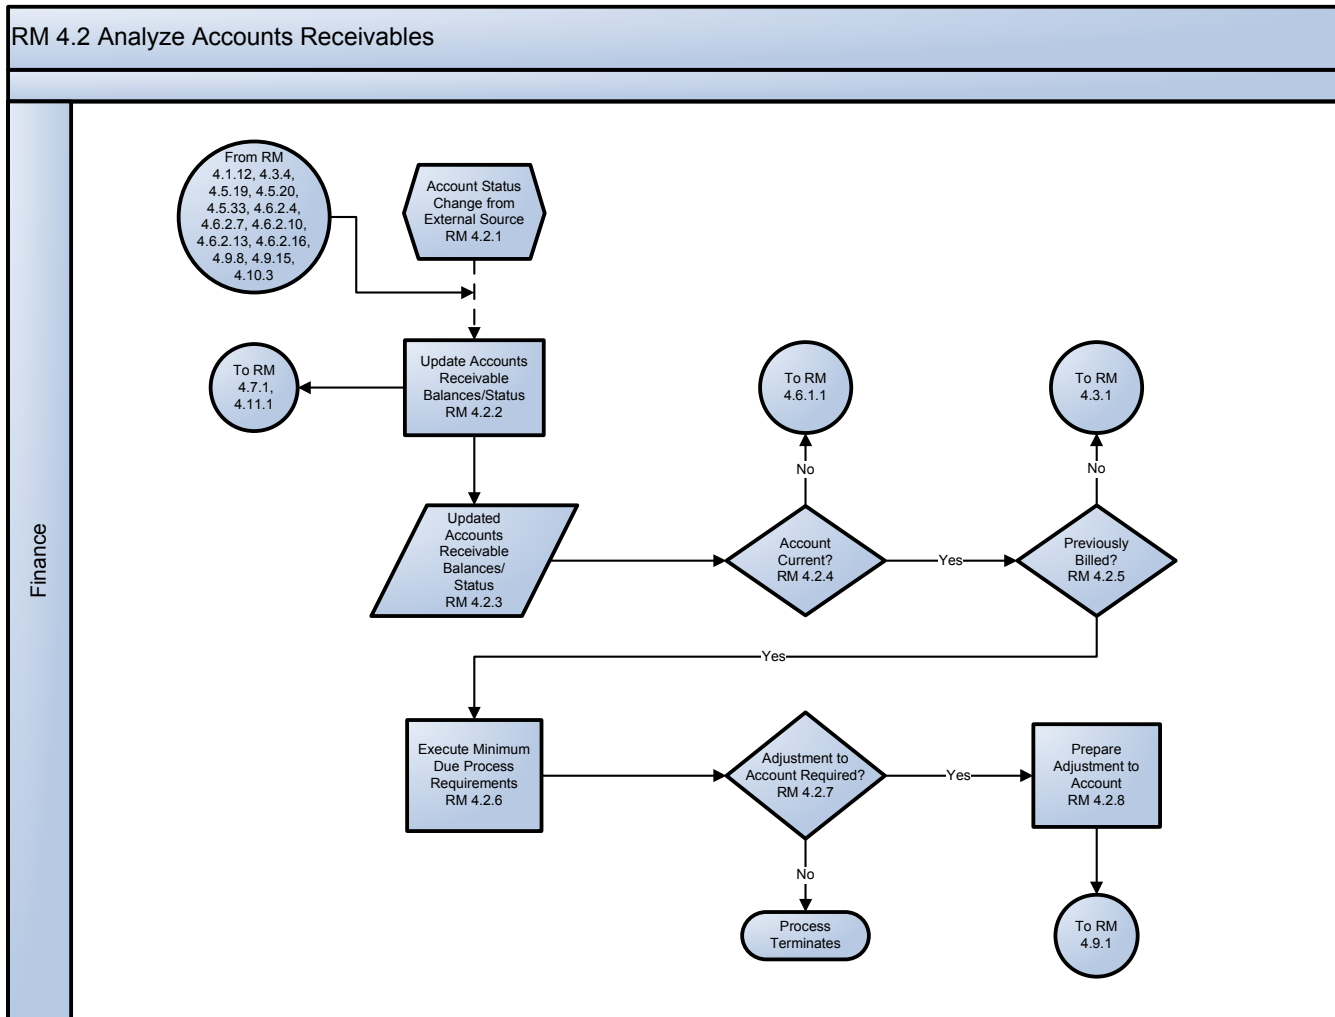 RM 4.2 Analyze Accounts Receivables
Finance
From RM
4.1.12, 4.3.4,
4.5.19, 4.5.20,
4.5.33, 4.6.2.4,
4.6.2.7, 4.6.2.10,
4.6.2.13, 4.6.2.16,
4.9.8, 4.9.15,
4.10.3
Account Status
Change from
External Source
RM 4.2.1
To RM
4.7.1,
4.11.1
Update Accounts
Receivable
Balances/Status
RM 4.2.2
To RM
4.6.1.1
To RM
4.3.1
No
No
Updated
Accounts
Receivable
Balances/
Status
RM 4.2.3
Account
Current?
RM 4.2.4
Yes
Previously
Billed?
RM 4.2.5
Yes
Execute Minimum
Due Process
Requirements
RM 4.2.6
Adjustment to
Account Required?
RM 4.2.7
Yes
Prepare
Adjustment to
Account
RM 4.2.8
No
Process
Terminates
To RM
4.9.1